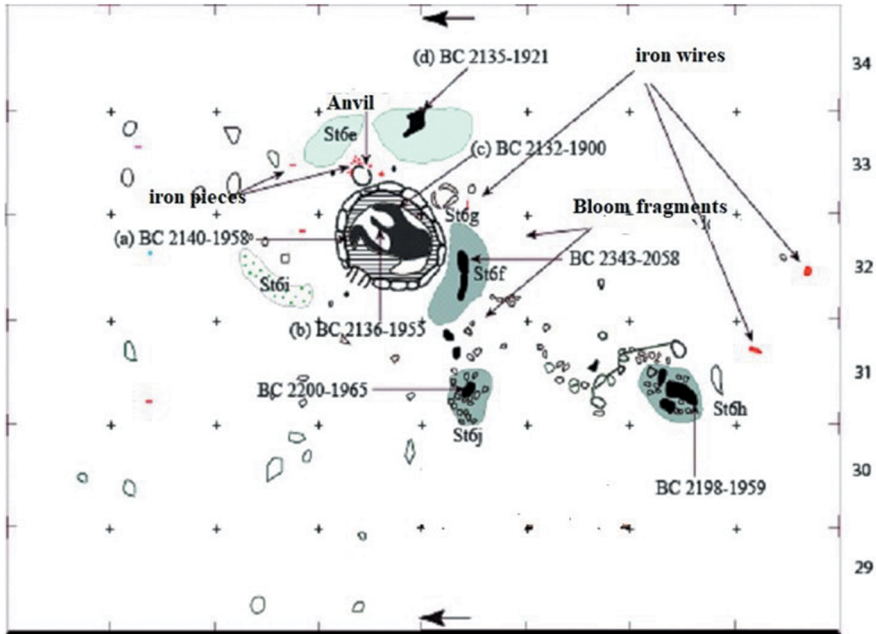 (d) BC 2135-1921
iron wires
34
Anvil
St6e
(c) BC 2132-1900
33
iron pieces
St6g
Bloom fragments
(a) BC 2140-1958
BC 2343-2058
32
St6f
St6i
(b) BC 2136-1955
31
BC 2200-1965
St6h
St6j
30
BC 2198-1959
29